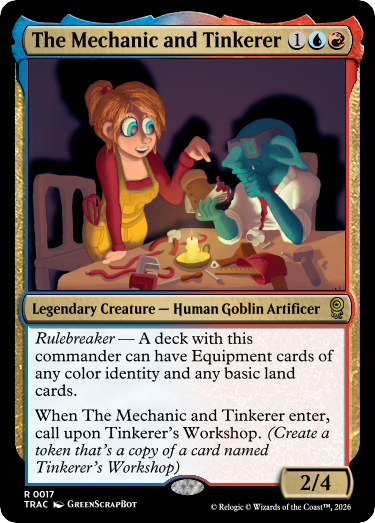 The Mechanic and Tinkerer 1
Legendary Creature — Human Goblin Artificer
Rulebreaker — A deck with this
commander can have Equipment cards of
any color identity and any basic land
cards.
When The Mechanic and Tinkerer enter,
call upon Tinkerer's Workshop. (Create a
token that's a copy of a card named
Tinkerer's Workshop)
2/4
R 0017
TRAC GreenScrapBot
© Relogic © Wizards of the Coast™, 2026